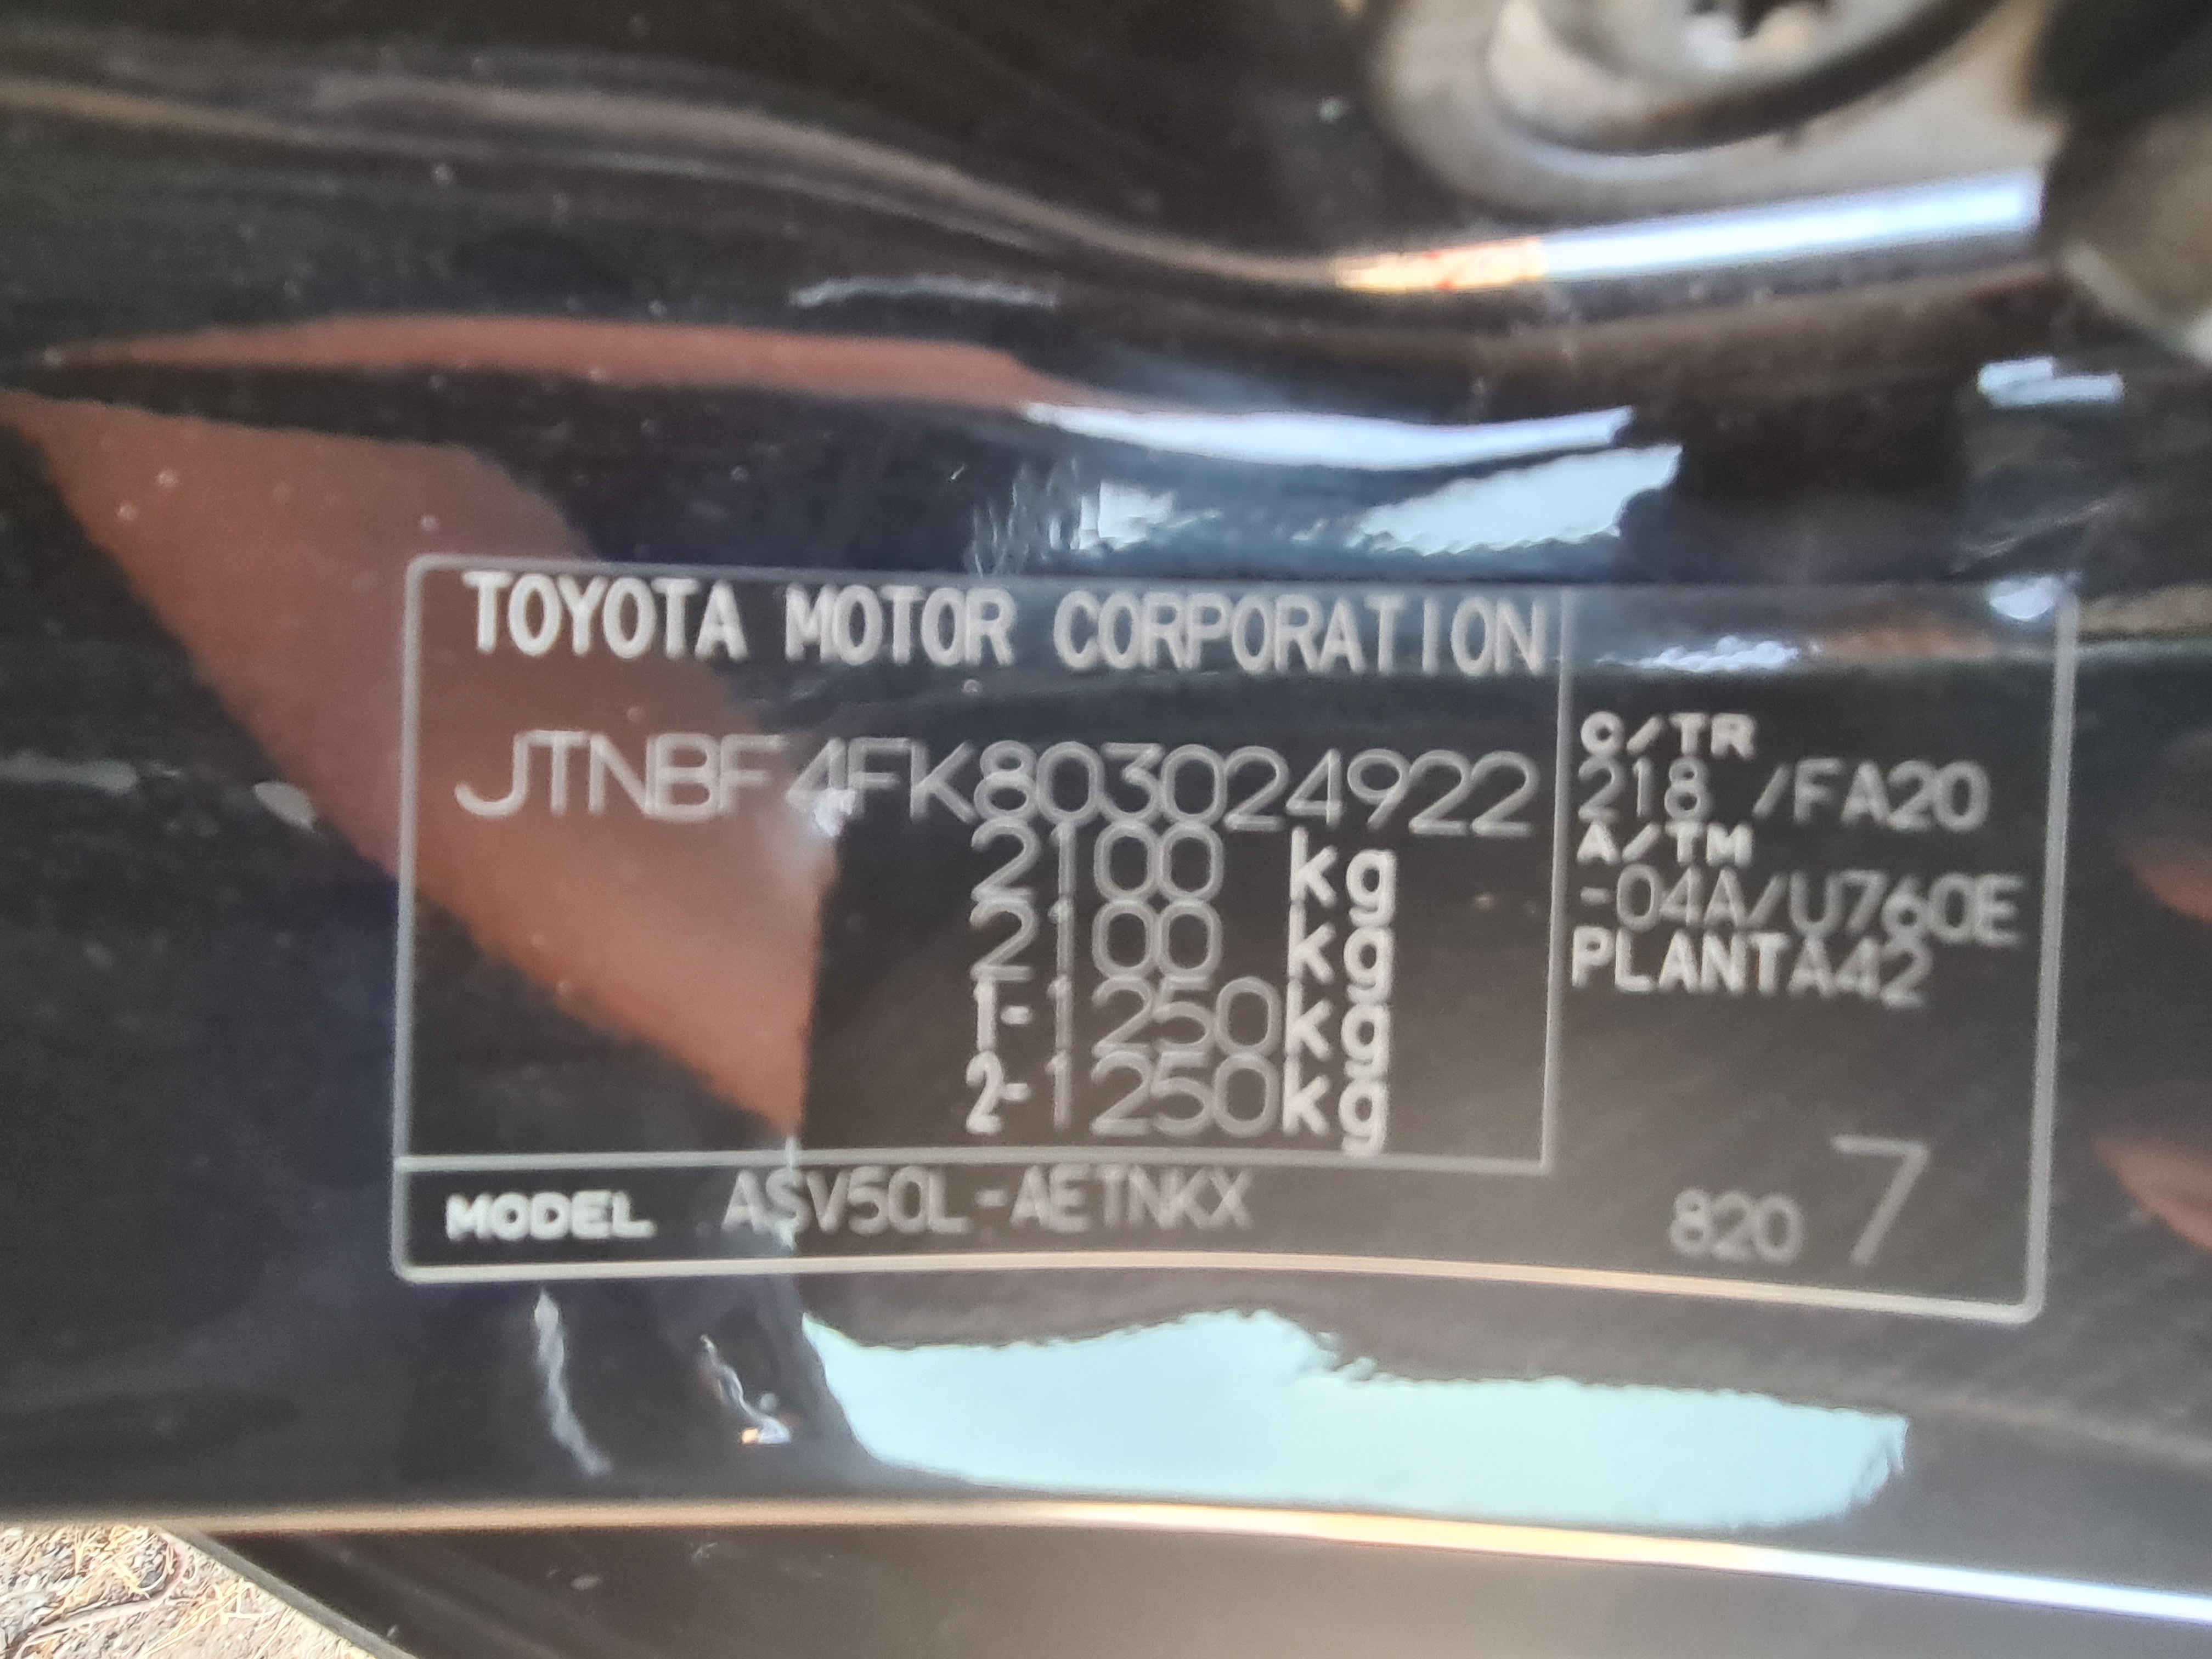 TOYOTA MOTOR CORPORATION
JTNBF4FK803024922
2100 kg
2100 kg
1-1250kg
2-1250kg
C/TR
218 /FA20
A/TM
-04A/U760E
PLANTA42
820 7
MODEL ASV50L-AETNKX